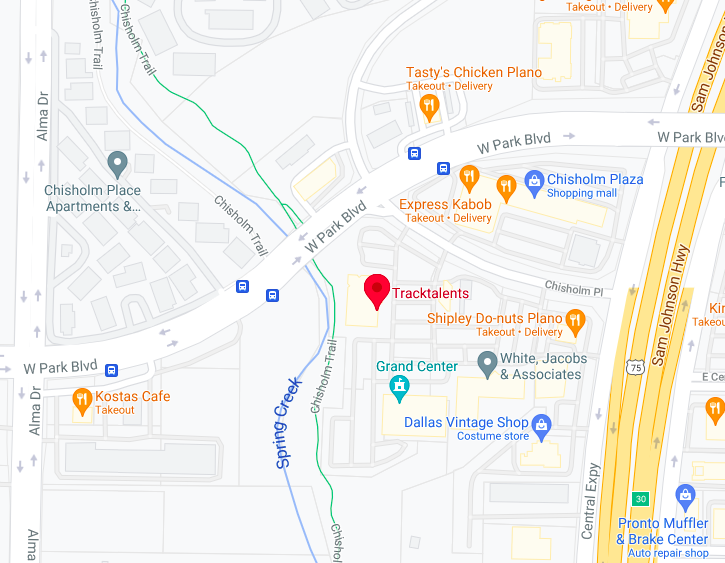 Takeout • Delivery
Chisholm Trail
Chisholm-Trail
Sam Johnson
Tasty's Chicken Plano
Takeout • Delivery
Alma Dr
W Park Blvd
W Park Blvd
Chisholm Place
Apartments &...
Chisholm Plaza
Shopping mall
Express Kabob
Takeout • Delivery
Chisholm Trail
W Park Blvd
Sam Johnson Hwy
Chisholm Pl
Tracktalents
Shipley Do-nuts Plano
Takeout • Delivery
Kin
Takeou
Chisholm-Trail
W Park Blvd
Grand Center
White, Jacobs
& Associates
75
E Ce
Kostas Cafe
Takeout
Alma Dr
Spring Creek
Dallas Vintage Shop
Costume store
Central Expy
30
Alma
Chishol
Pronto Muffler
& Brake Center
Auto repair shop